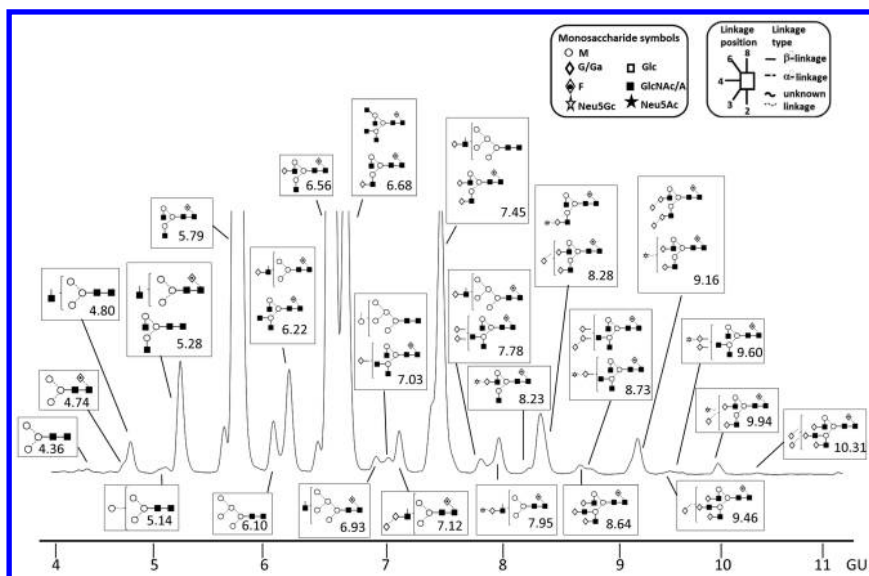 Monosaccharide symbols
M
G/Ga Glc
F GlcNAc/A
Neu5Gc Neu5Ac
Linkage position
8
6
4
3
2
Linkage type
β-linkage
α-linkage
unknown linkage
6.56
6.68
5.79
7.45
8.28
9.16
4.80
5.28
6.22
7.03
7.78
8.23
8.73
9.60
4.74
9.94
4.36
10.31
5.14
6.10
6.93
7.12
7.95
8.64
9.46
4 5 6 7 8 9 10 11 GU